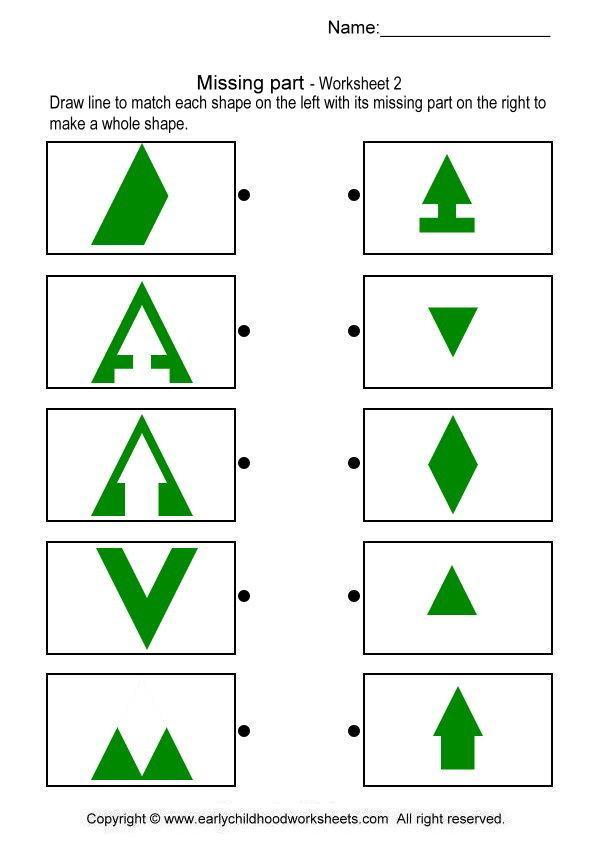 Name:_________________
Missing part - Worksheet 2
Draw line to match each shape on the left with its missing part on the right to
make a whole shape.
Copyright © www.earlychildhoodworksheets.com  All right reserved.